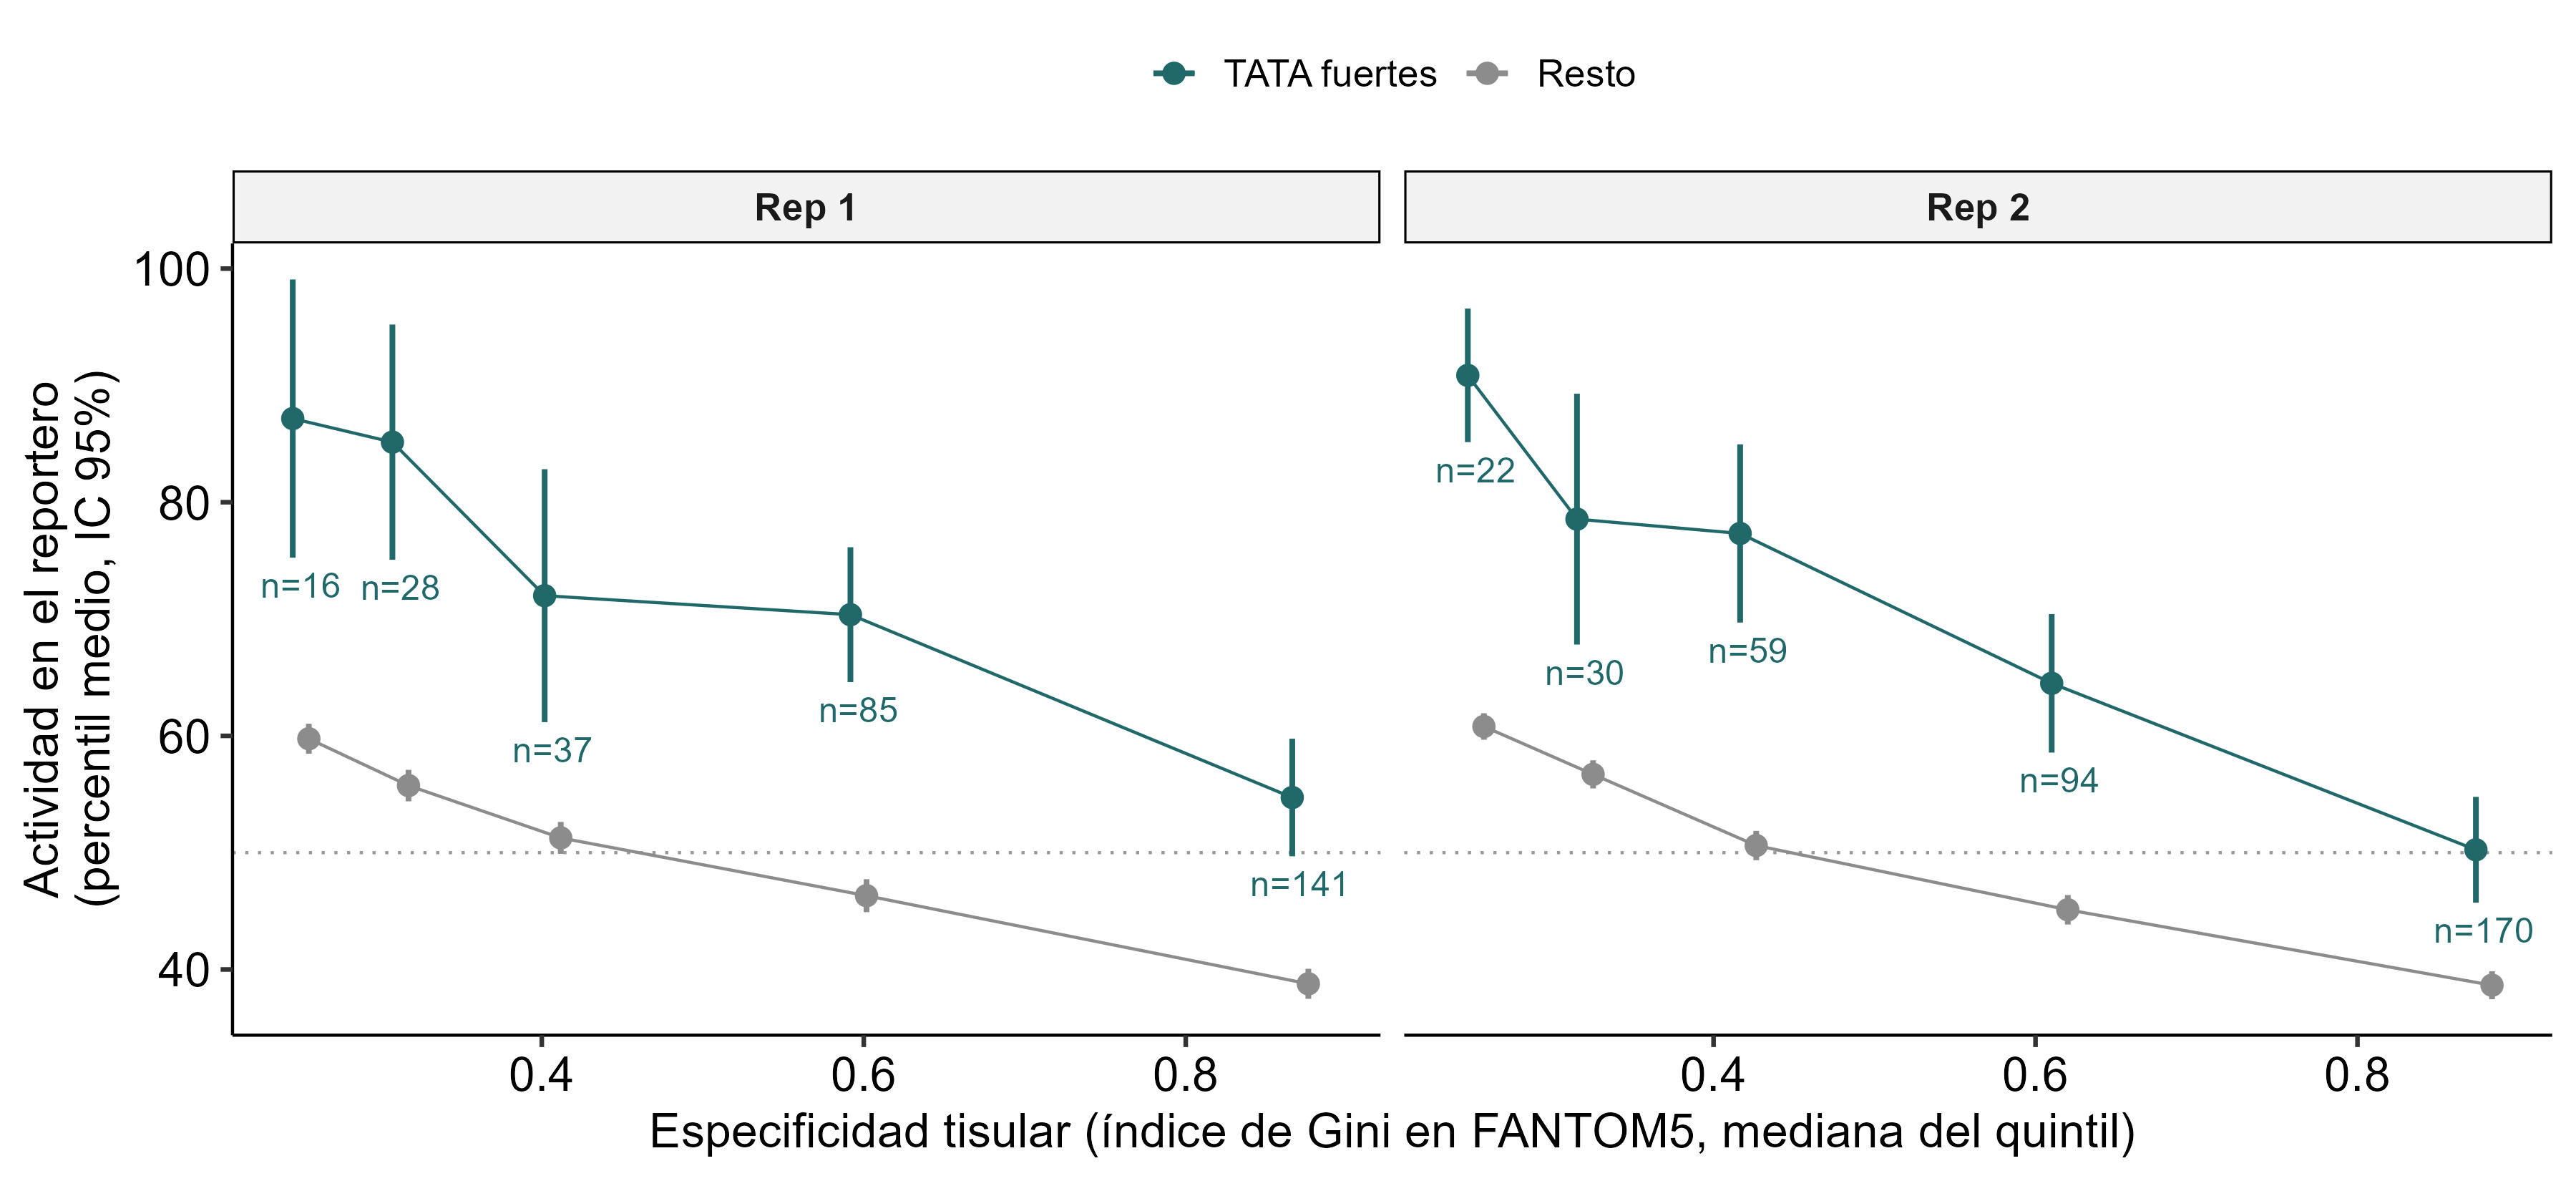 TATA fuertes Resto
Rep 1
Rep 2
Actividad en el reportero
(percentil medio, IC 95%)
100
80
60
40
n=16
n=28
n=37
n=85
n=141
n=22
n=30
n=59
n=94
n=170
0.4 0.6 0.8
0.4 0.6 0.8
Especificidad tisular (índice de Gini en FANTOM5, mediana del quintil)